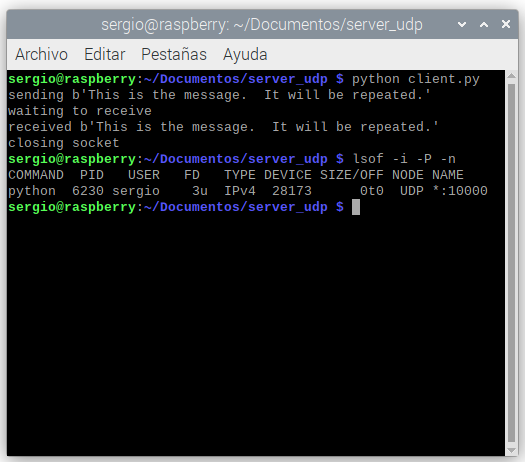 sergio@raspberry: ~/Documentos/server_udp
Archivo Editar Pestañas Ayuda
sergio@raspberry:~/Documentos/server_udp $ python client.py
sending b'This is the message.  It will be repeated.'
waiting to receive
received b'This is the message.  It will be repeated.'
closing socket
sergio@raspberry:~/Documentos/server_udp $ lsof -i -P -n
COMMAND  PID   USER   FD   TYPE DEVICE SIZE/OFF NODE NAME
python  6230 sergio    3u  IPv4  28173      0t0  UDP *:10000
sergio@raspberry:~/Documentos/server_udp $